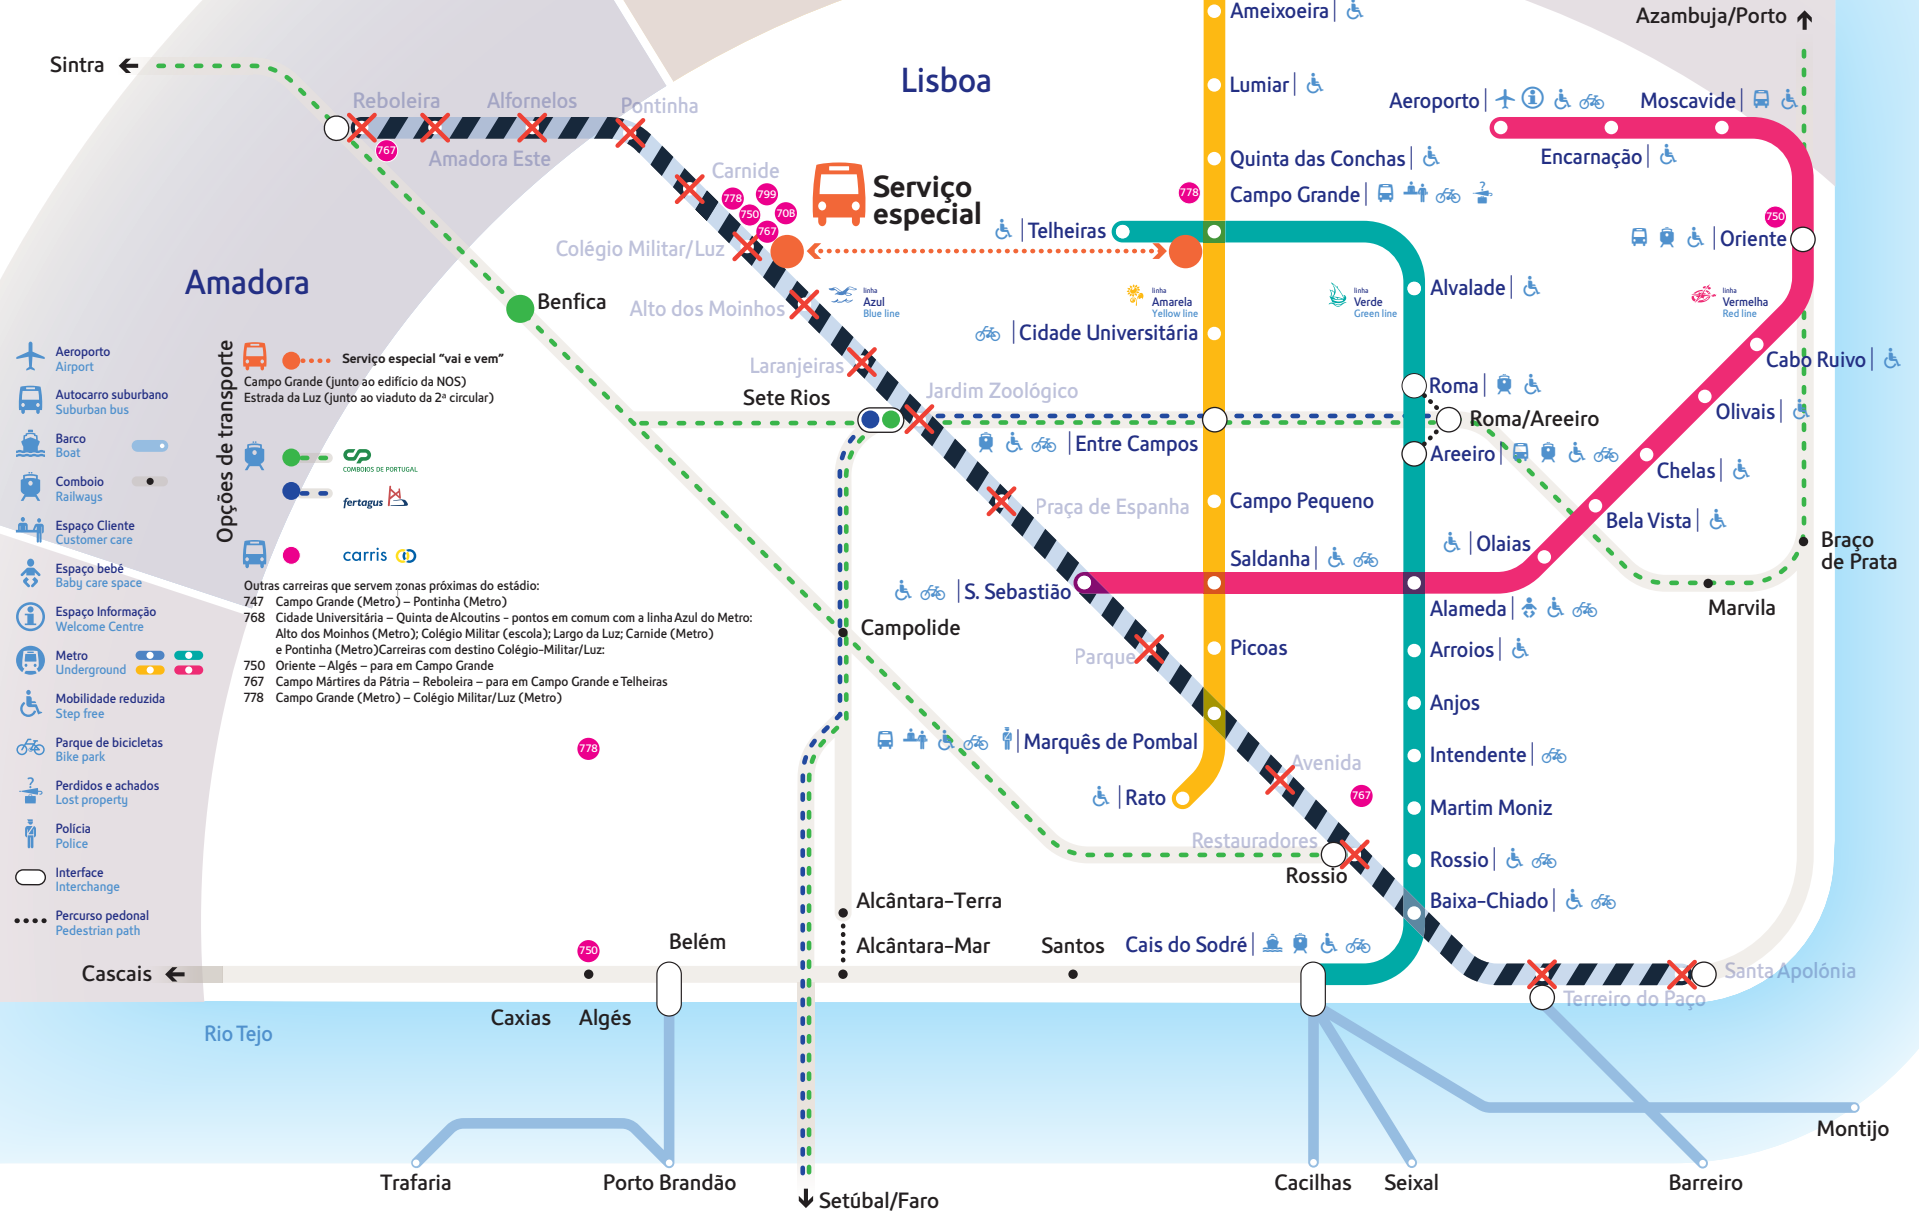 Ameixoeira
Azambuja/Porto
Sintra
Lisboa
Lumiar
Aeroporto
Moscavide
Reboleira
Alfornelos
Pontinha
767
Amadora Este
Encarnação
Quinta das Conchas
Carnide
778
799
750
708
767
Serviço
especial
778
Campo Grande
750
Telheiras
Oriente
Colégio Militar/Luz
Amadora
Benfica
Alto dos Moinhos
linha
Azul
Blue line
linha
Amarela
Yellow line
linha
Verde
Green line
linha
Vermelha
Red line
Alvalade
Cidade Universitária
Cabo Ruivo
Laranjeiras
Jardim Zoológico
Sete Rios
Roma
Roma/Areeiro
Olivais
Entre Campos
Areeiro
Chelas
Praça de Espanha
Campo Pequeno
Bela Vista
Saldanha
Olaias
Braço
de Prata
S. Sebastião
Alameda
Marvila
Campolide
Parque
Picoas
Arroios
Anjos
Marquês de Pombal
Intendente
Avenida
767
Rato
Martim Moniz
Restauradores
Rossio
Rossio
Baixa-Chiado
Alcântara-Terra
Alcântara-Mar
Santos
Cais do Sodré
Belém
750
778
Cascais
Santa Apolónia
Terreiro do Paço
Caxias
Algés
Rio Tejo
Trafaria
Porto Brandão
Setúbal/Faro
Cacilhas
Seixal
Barreiro
Montijo
Aeroporto
Airport
Autocarro suburbano
Suburban bus
Barco
Boat
Comboio
Railways
Espaço Cliente
Customer care
Espaço bebé
Baby care space
Espaço Informação
Welcome Centre
Metro
Underground
Mobilidade reduzida
Step free
Parque de bicicletas
Bike park
?
Perdidos e achados
Lost property
Polícia
Police
Interface
Interchange
Percurso pedonal
Pedestrian path
Opções de transporte
Serviço especial “vai e vem”
Campo Grande (junto ao edifício da NOS)
Estrada da Luz (junto ao viaduto da 2ª circular)
CP
COMBOIOS DE PORTUGAL
fertagus
carris
Outras carreiras que servem zonas próximas do estádio:
747 Campo Grande (Metro) – Pontinha (Metro)
768 Cidade Universitária – Quinta de Alcoutins - pontos em comum com a linha Azul do Metro:
Alto dos Moinhos (Metro); Colégio Militar (escola); Largo da Luz; Carnide (Metro)
e Pontinha (Metro)Carreiras com destino Colégio-Militar/Luz:
750 Oriente – Algés – para em Campo Grande
767 Campo Mártires da Pátria – Reboleira – para em Campo Grande e Telheiras
778 Campo Grande (Metro) – Colégio Militar/Luz (Metro)